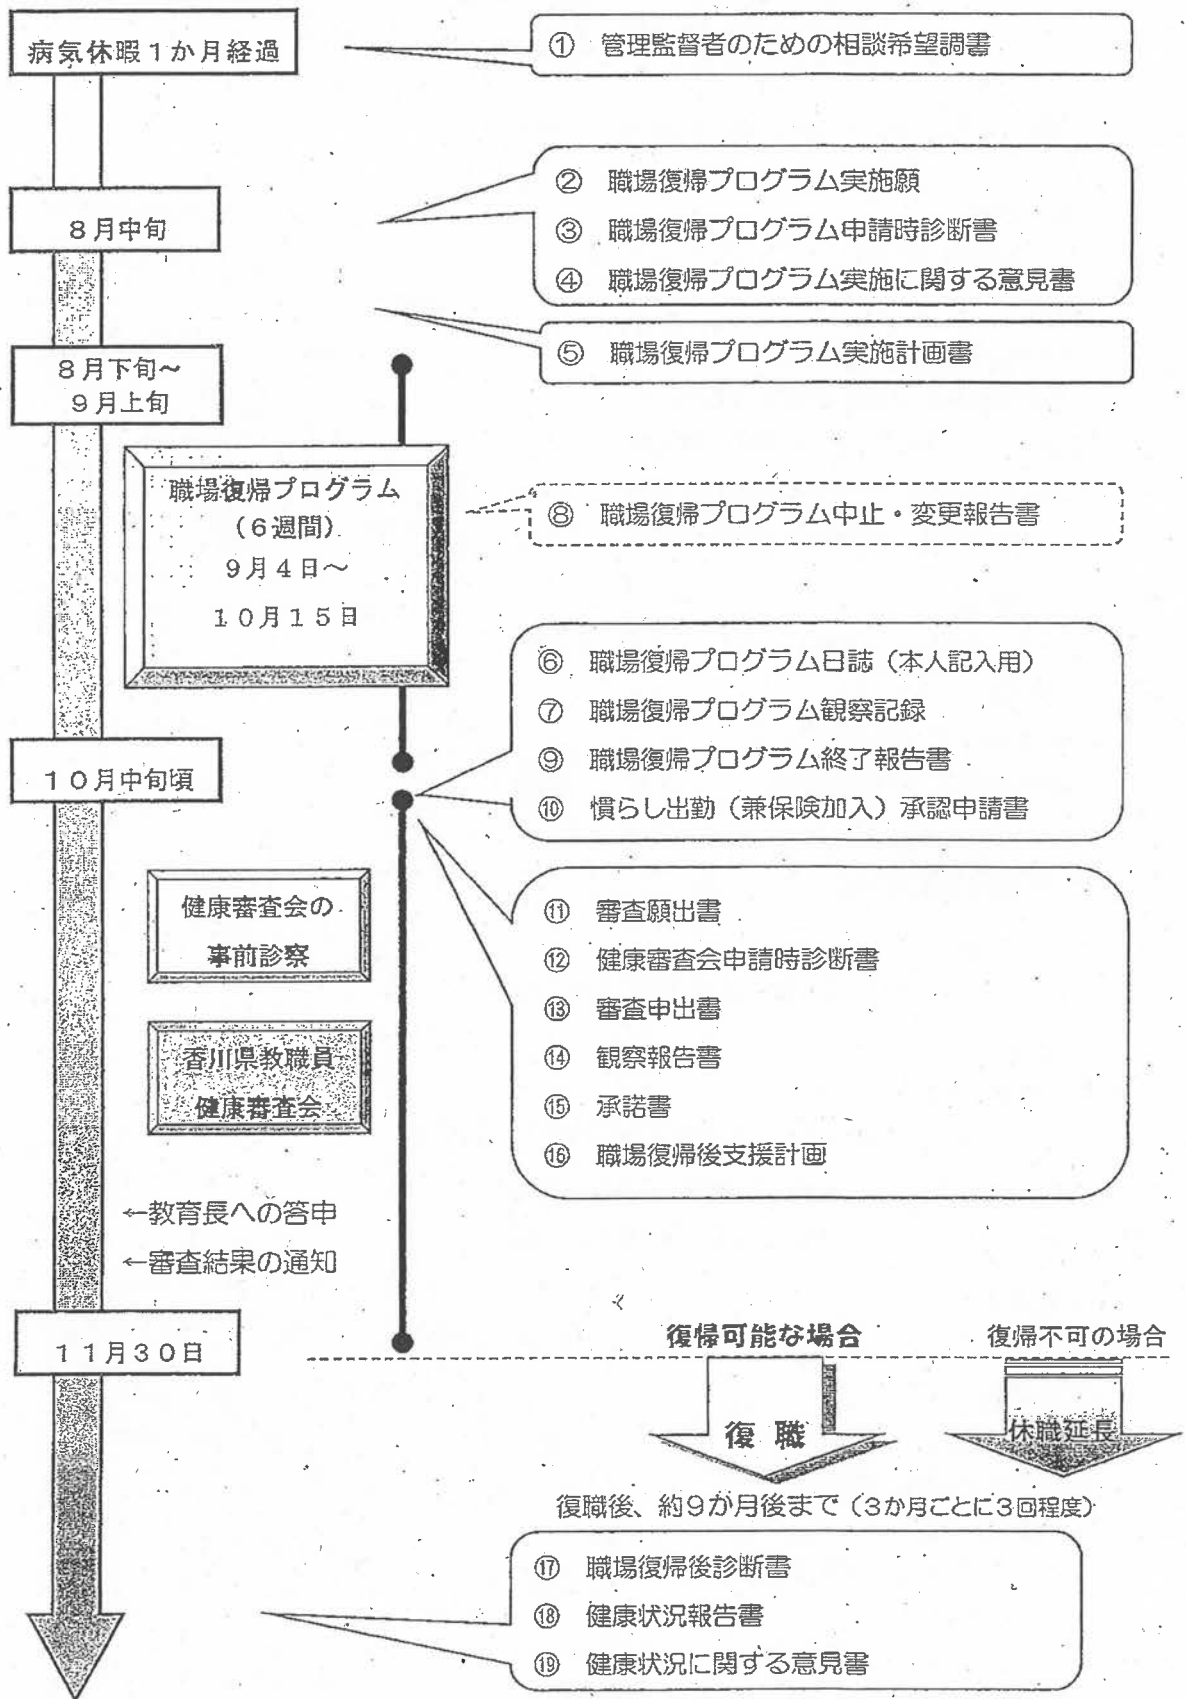 病気休暇１か月経過
① 管理監督者のための相談希望調書
② 職場復帰プログラム実施願
８月中旬
③ 職場復帰プログラム申請時診断書
④ 職場復帰プログラム実施に関する意見書
⑤ 職場復帰プログラム実施計画書
８月下旬～
９月上旬
職場復帰プログラム
（６週間）
９月４日～
１０月１５日
⑧ 職場復帰プログラム中止・変更報告書
⑥ 職場復帰プログラム日誌（本人記入用）
⑦ 職場復帰プログラム観察記録
⑨ 職場復帰プログラム終了報告書
⑩ 慣らし出勤（兼保険加入）承認申請書
１０月中旬頃
健康審査会の
事前診察
⑪ 審査願出書
⑫ 健康審査会申請時診断書
⑬ 審査申出書
⑭ 観察報告書
⑮ 承諾書
⑯ 職場復帰後支援計画
香川県教職員
健康審査会
←教育長への答申
←審査結果の通知
１１月３０日
復帰可能な場合
復帰不可の場合
復職
休職延長
復職後、約９か月後まで（３か月ごとに３回程度）
⑰ 職場復帰後診断書
⑱ 健康状況報告書
⑲ 健康状況に関する意見書